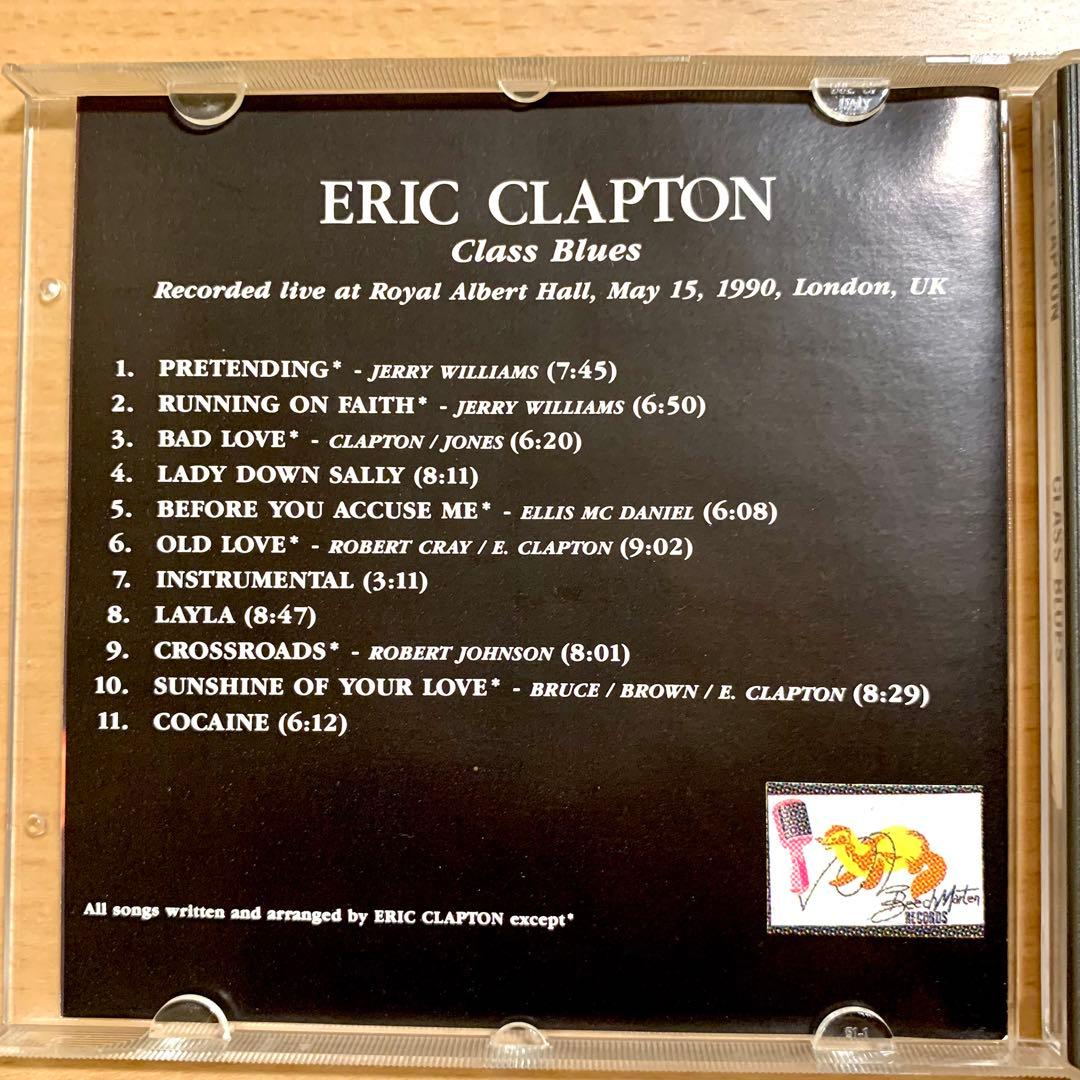 ERIC CLAPTON
Class Blues
Recorded live at Royal Albert Hall, May 15, 1990, London, UK
1. PRETENDING* - JERRY WILLIAMS (7:45)
2. RUNNING ON FAITH* - JERRY WILLIAMS (6:50)
3. BAD LOVE* - CLAPTON / JONES (6:20)
4. LADY DOWN SALLY (8:11)
5. BEFORE YOU ACCUSE ME* - ELLIS MC DANIEL (6:08)
6. OLD LOVE* - ROBERT CRAY / E. CLAPTON (9:02)
7. INSTRUMENTAL (3:11)
8. LAYLA (8:47)
9. CROSSROADS* - ROBERT JOHNSON (8:01)
10. SUNSHINE OF YOUR LOVE* - BRUCE / BROWN / E. CLAPTON (8:29)
11. COCAINE (6:12)
All songs written and arranged by ERIC CLAPTON except*
Beech Marten
RECORDS
CLASS BLUES